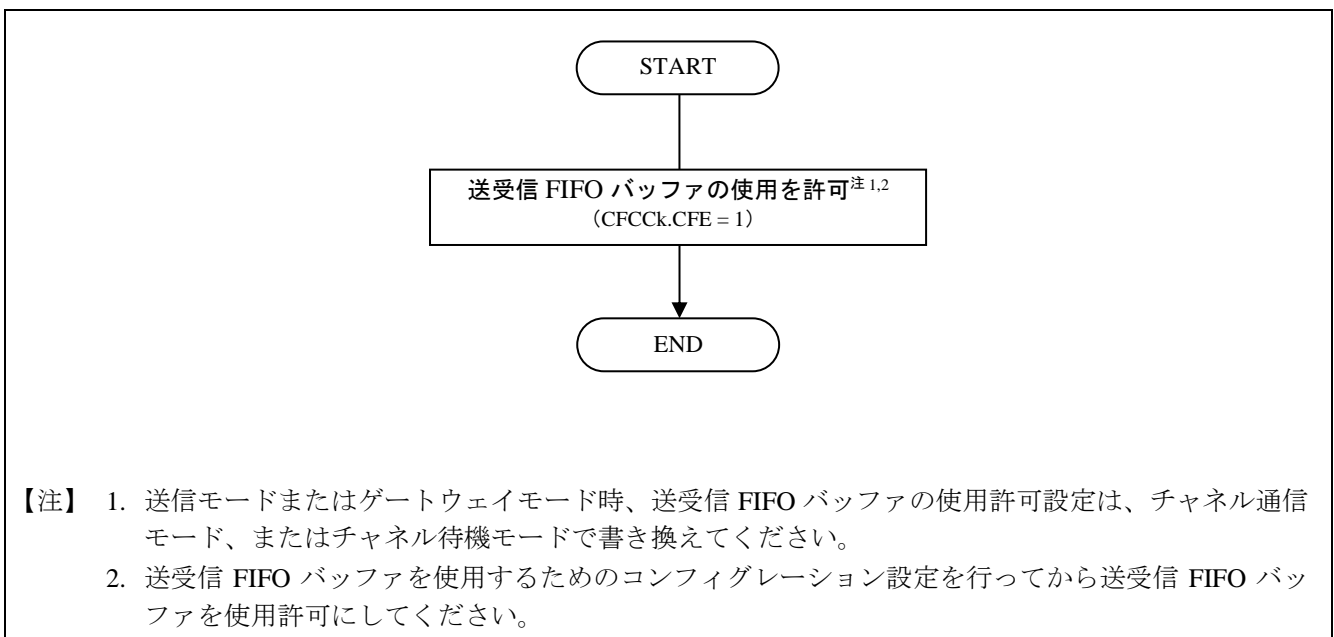 START
送受信 FIFO バッファの使用を許可注 1,2
（CFCCk.CFE = 1）
END
【注】 1. 送信モードまたはゲートウェイモード時、送受信 FIFO バッファの使用許可設定は、チャネル通信
モード、またはチャネル待機モードで書き換えてください。
2. 送受信 FIFO バッファを使用するためのコンフィグレーション設定を行ってから送受信 FIFO バッ
ファを使用許可にしてください。